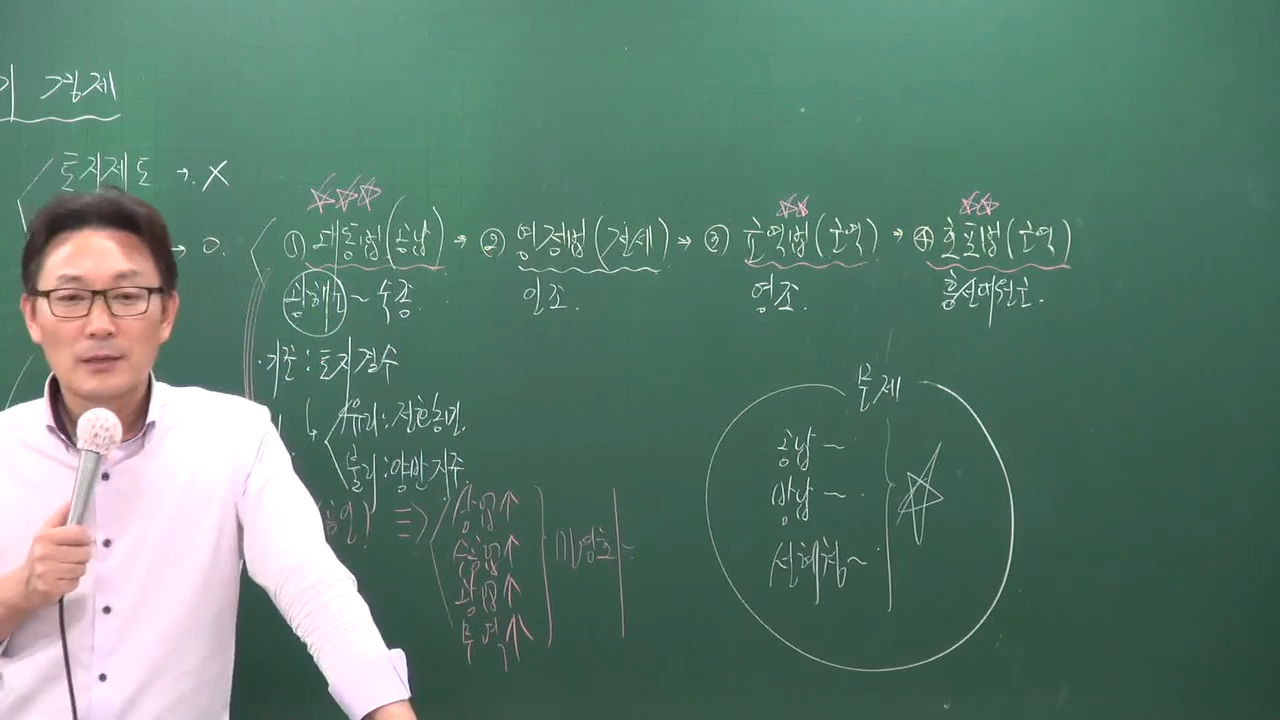 경제
토지제도 → X
→ O.
① 대동법(공납) → ② 영정법(전세) → ③ 균역법(군역) → ④ 호포법(군역)
광해군~숙종
인조
영조.
흥선대원군.
·기준: 토지결수
↳ 유리: 전호농민.
불리: 양반지주.
상업↑
수공업↑
광업↑
문제
공납~
방납~
선혜청~